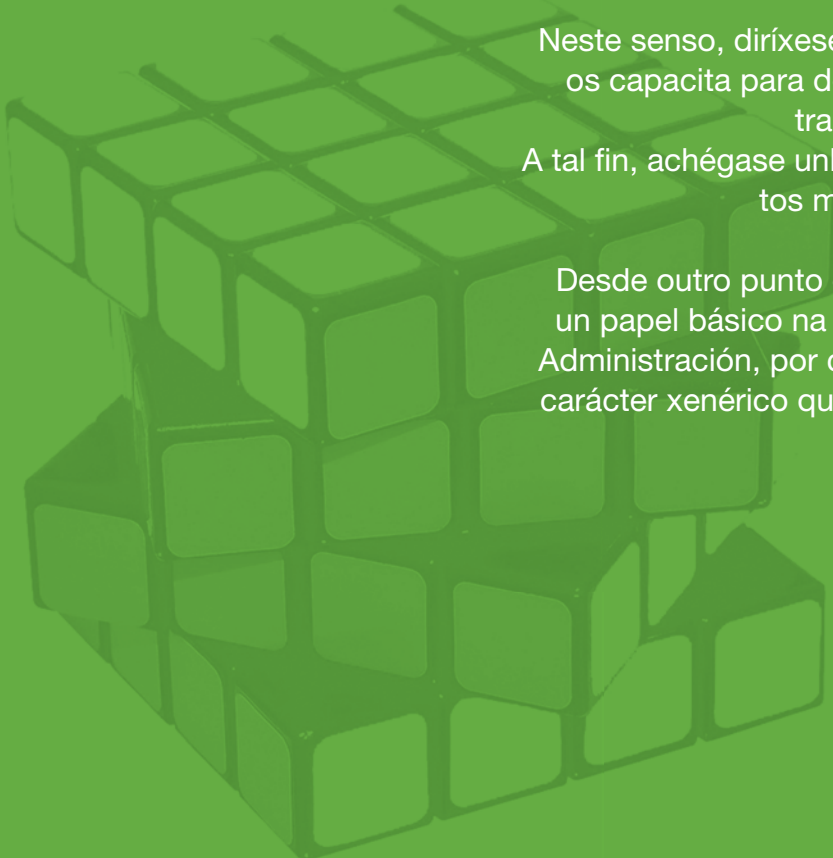 Neste senso, diríxese
os capacita para d
tra
A tal fin, achégase un
tos m
Desde outro punto
un papel básico na
Administración, por
carácter xenérico qu